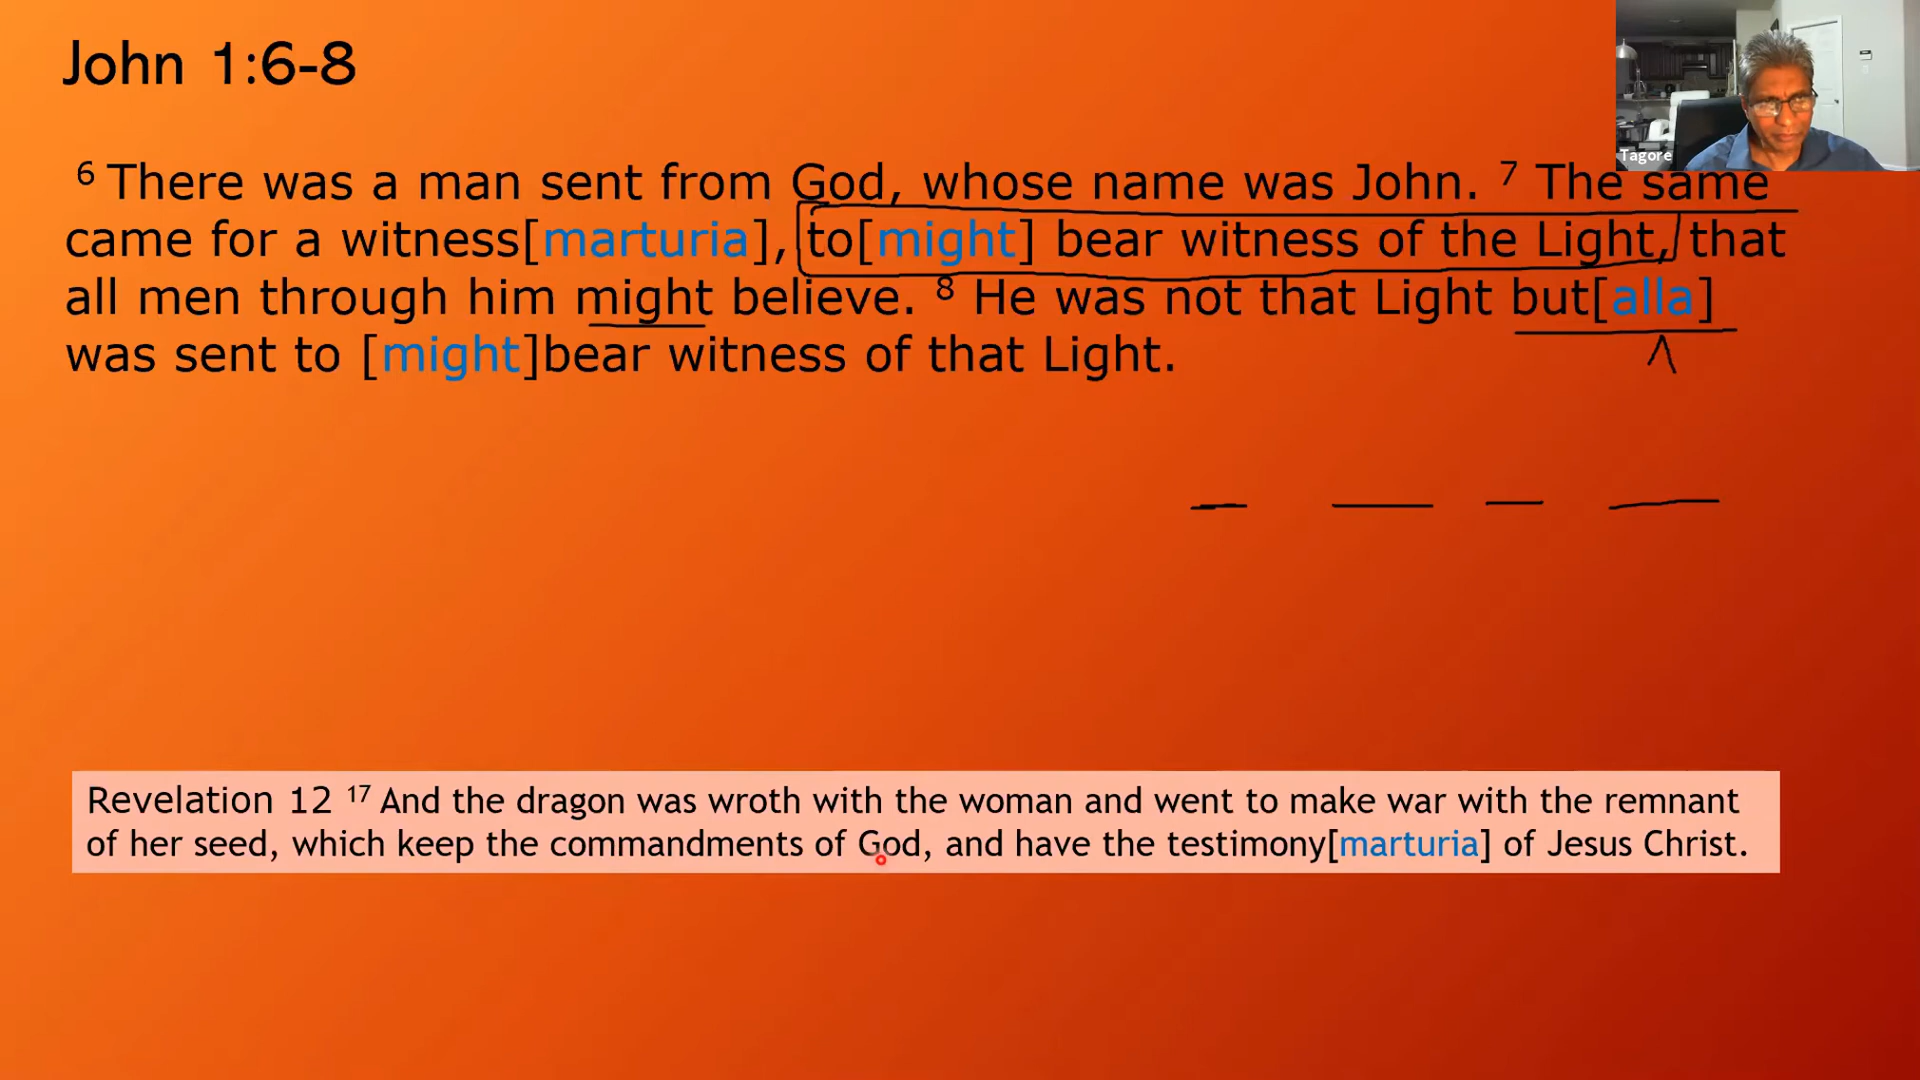 John 1:6-8
Tagore
6 There was a man sent from God, whose name was John. 7 The same
came for a witness[marturia], to[might] bear witness of the Light, that
all men through him might believe. 8 He was not that Light but[alla]
was sent to [might]bear witness of that Light.
Revelation 12 17 And the dragon was wroth with the woman and went to make war with the remnant
of her seed, which keep the commandments of God, and have the testimony[marturia] of Jesus Christ.